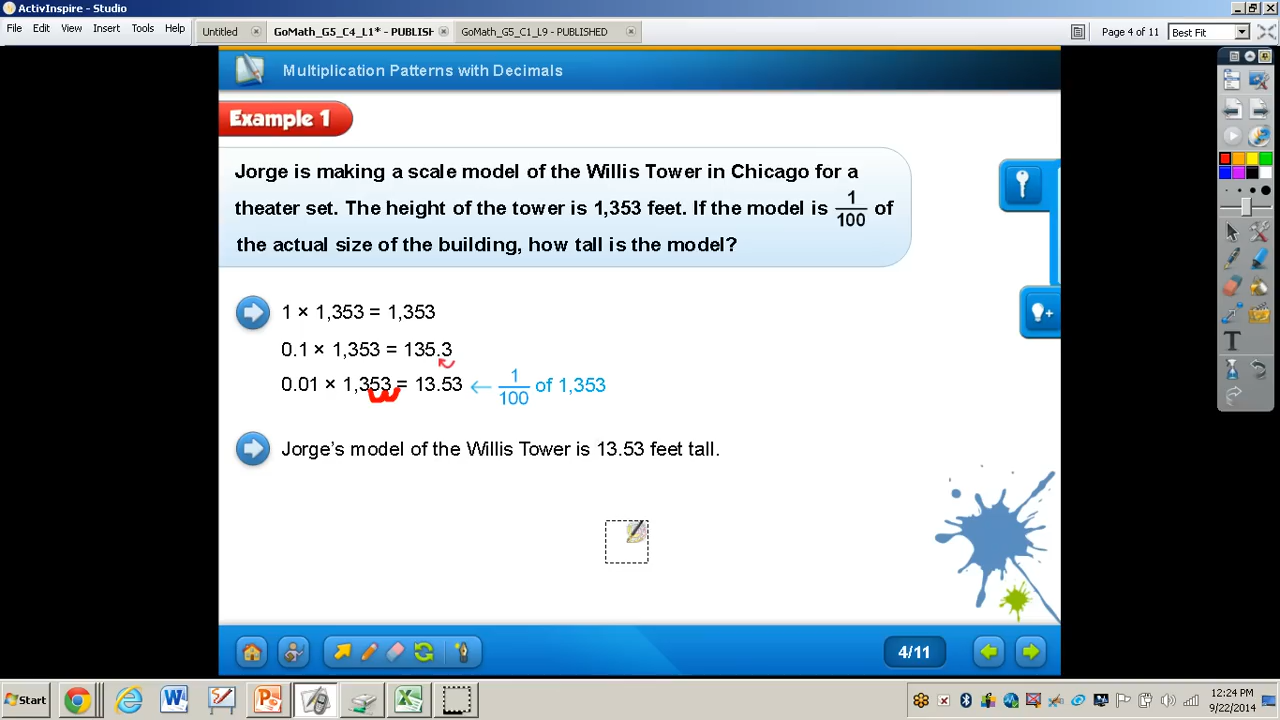 ActivInspire - Studio
File Edit View Insert Tools Help
Untitled
GoMath_G5_C4_L1* - PUBLISH
GoMath_G5_C1_L9 - PUBLISHED
Page 4 of 11
Best Fit
Multiplication Patterns with Decimals
Example 1
Jorge is making a scale model of the Willis Tower in Chicago for a
theater set. The height of the tower is 1,353 feet. If the model is 1/100 of
the actual size of the building, how tall is the model?
1 × 1,353 = 1,353
0.1 × 1,353 = 135.3
0.01 × 1,353 = 13.53 ← 1/100 of 1,353
Jorge’s model of the Willis Tower is 13.53 feet tall.
4/11
Start
12:24 PM
9/22/2014